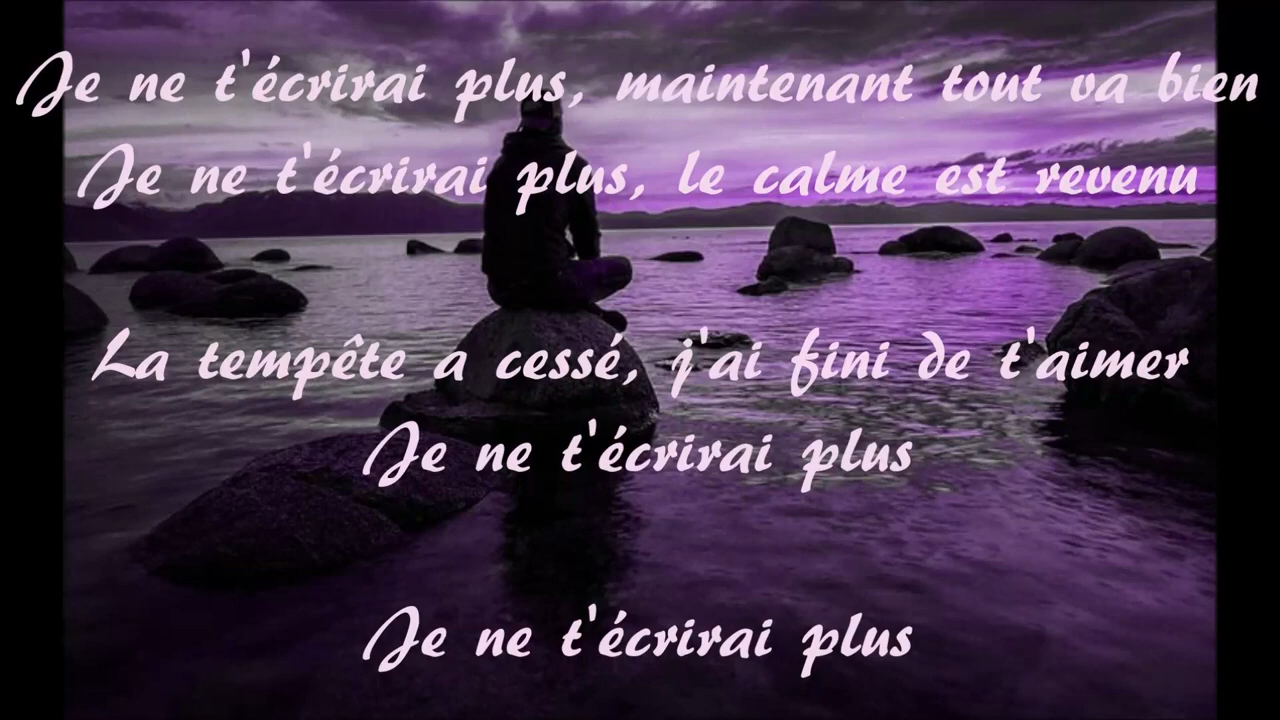 Je ne t'écrirai plus, maintenant tout va bien
Je ne t'écrirai plus, le calme est revenu
La tempête a cessé, j'ai fini de t'aimer
Je ne t'écrirai plus
Je ne t'écrirai plus